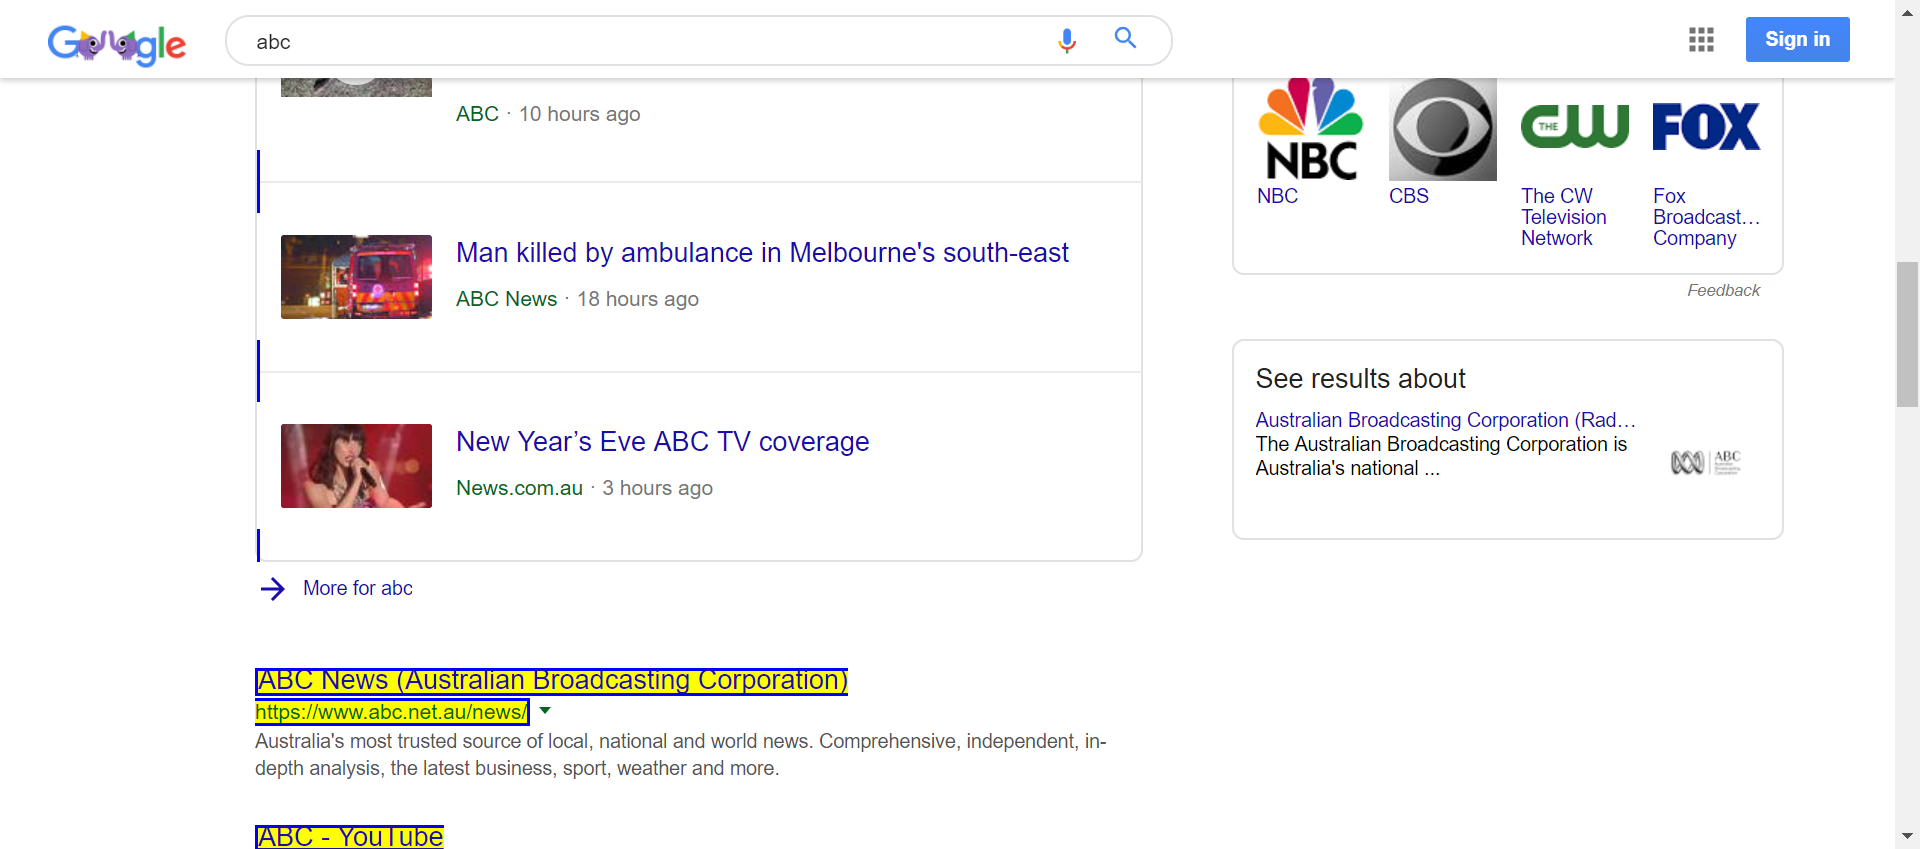 Google
abc
Sign in
ABC · 10 hours ago
Man killed by ambulance in Melbourne's south-east
ABC News · 18 hours ago
New Year’s Eve ABC TV coverage
News.com.au · 3 hours ago
More for abc
ABC News (Australian Broadcasting Corporation)
https://www.abc.net.au/news/
Australia's most trusted source of local, national and world news. Comprehensive, independent, in-
depth analysis, the latest business, sport, weather and more.
ABC - YouTube
NBC
THE CW
FOX
NBC
CBS
The CW
Television
Network
Fox
Broadcast…
Company
Feedback
See results about
Australian Broadcasting Corporation (Rad…
The Australian Broadcasting Corporation is
Australia's national ...
ABC